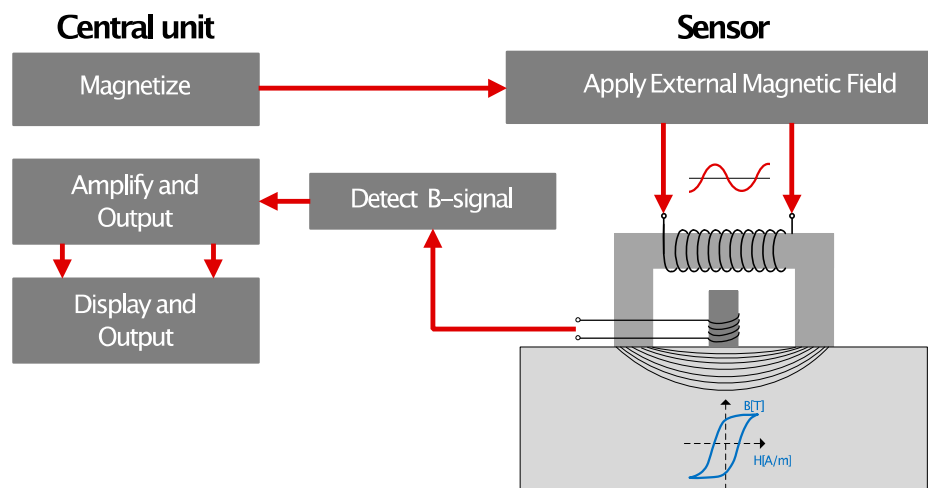 Central unit
Sensor
Magnetize
Apply External Magnetic Field
Amplify and
Output
Detect B-signal
Display and
Output
B[T]
H[A/m]